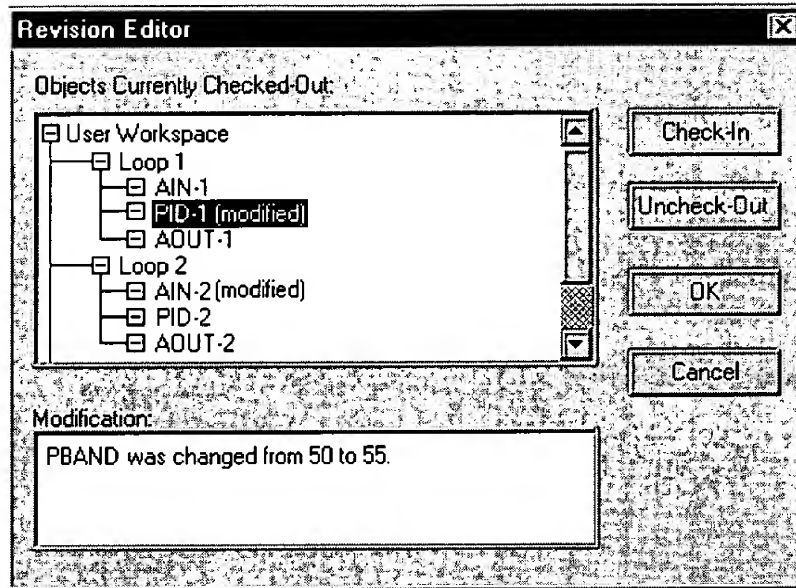 Revision Editor
Objects Currently Checked-Out:
User Workspace
Loop 1
AIN-1
PID-1 (modified)
AOUT-1
Loop 2
AIN-2 (modified)
PID-2
AOUT-2
Check-In
Uncheck-Out
OK
Cancel
Modification:
PBAND was changed from 50 to 55.